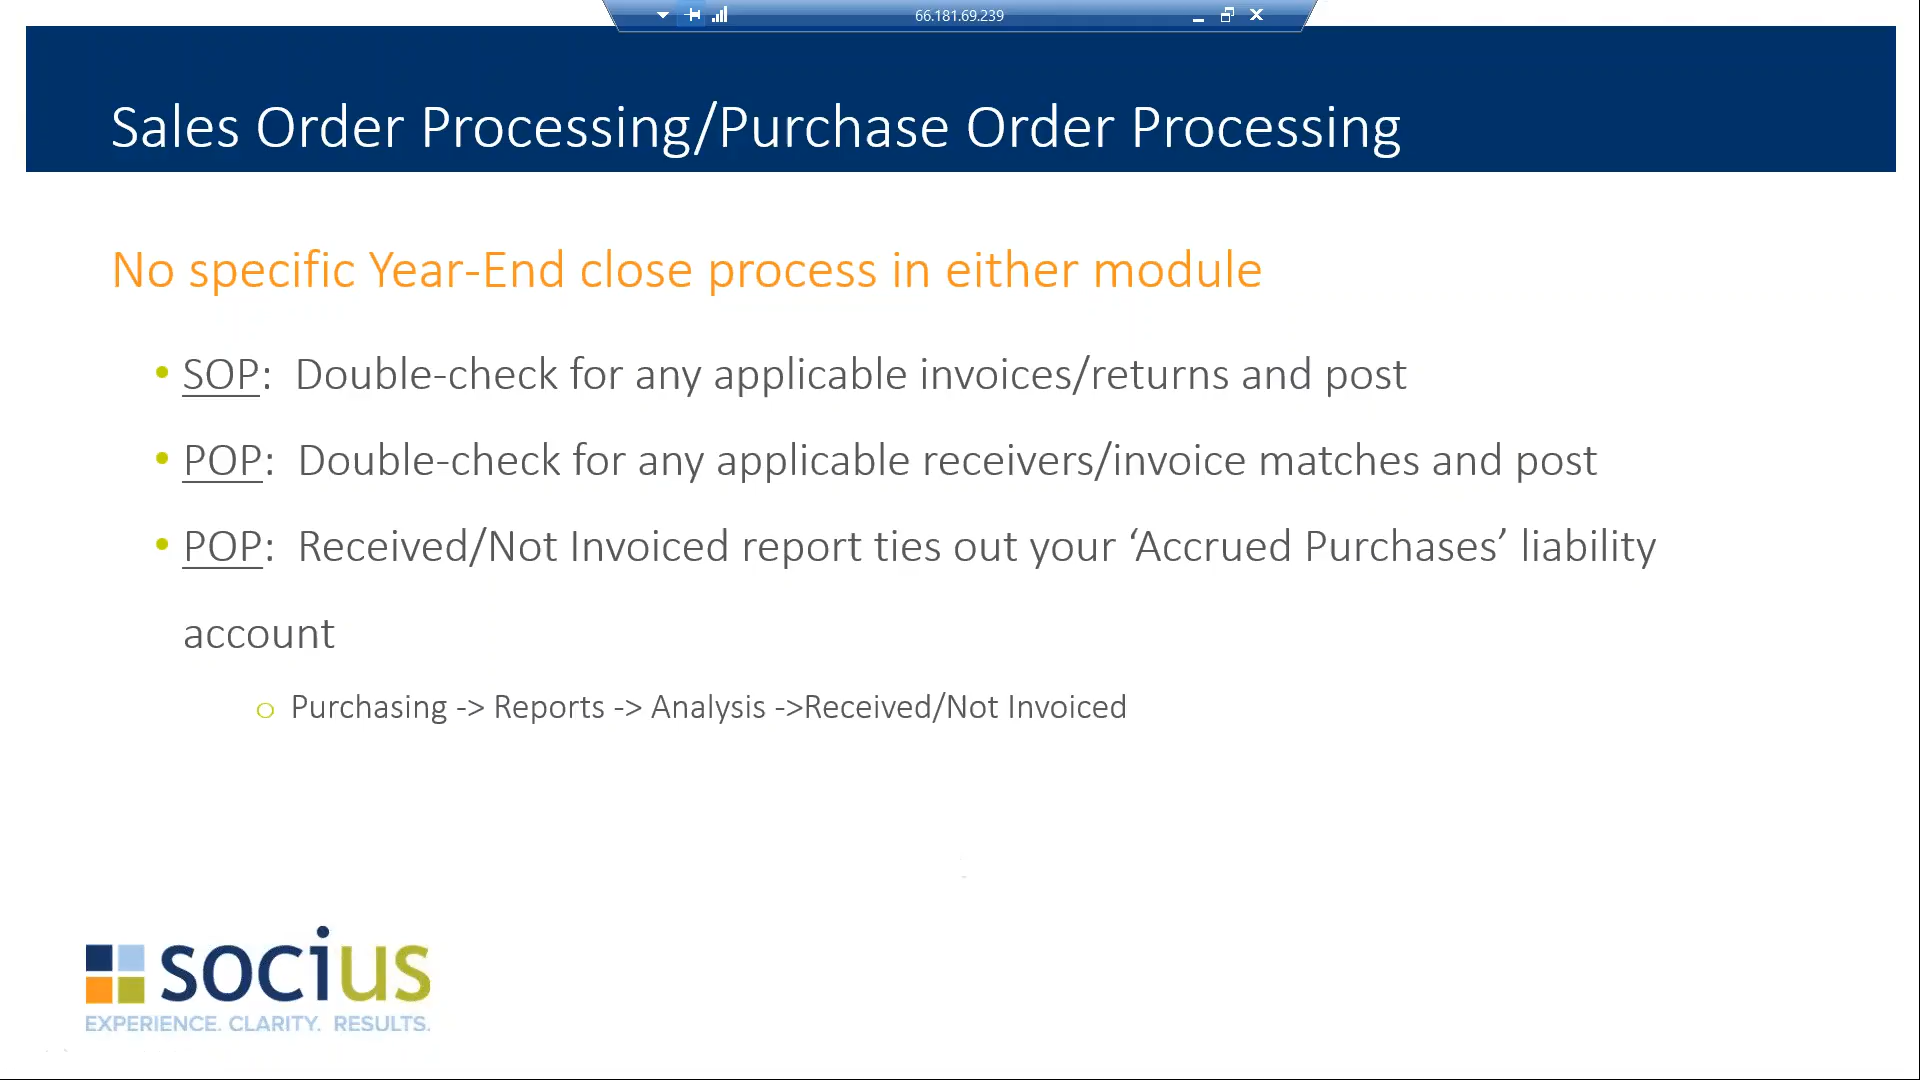 66.181.69.239
Sales Order Processing/Purchase Order Processing
No specific Year-End close process in either module
• SOP:  Double-check for any applicable invoices/returns and post
• POP:  Double-check for any applicable receivers/invoice matches and post
• POP:  Received/Not Invoiced report ties out your ‘Accrued Purchases’ liability
account
o Purchasing -> Reports -> Analysis ->Received/Not Invoiced
socius
EXPERIENCE. CLARITY. RESULTS.